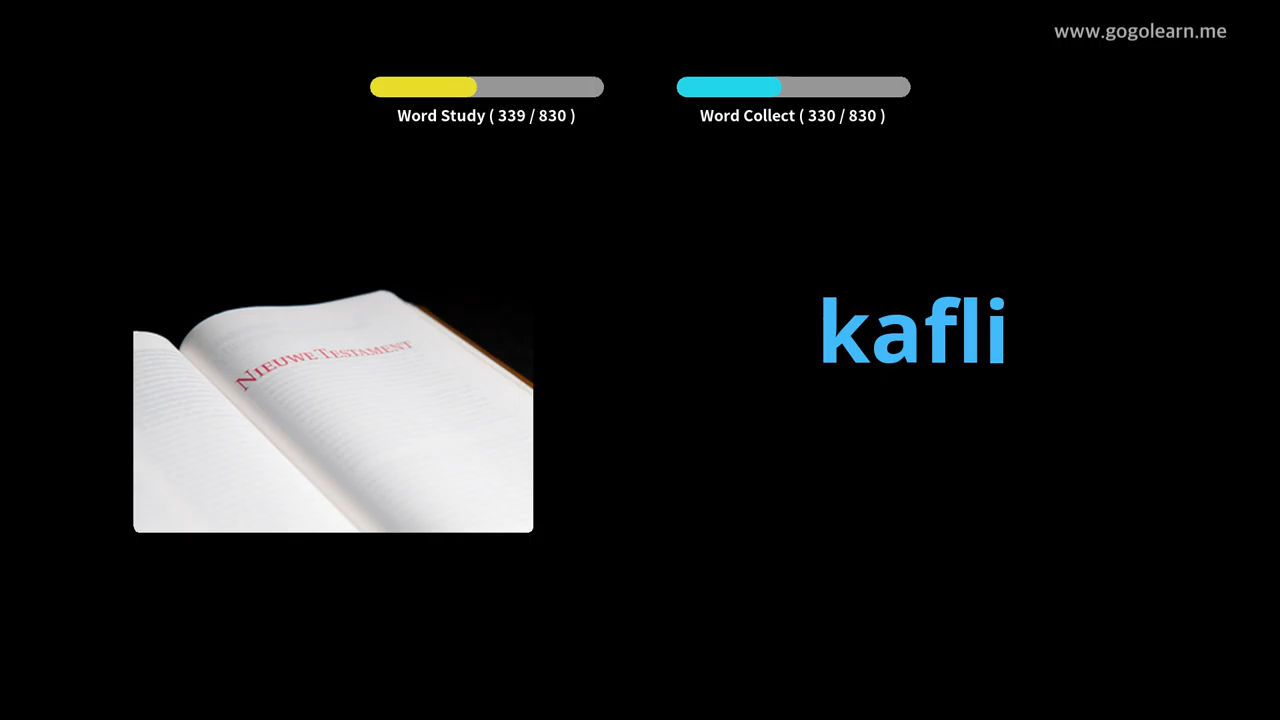 www.gogolearn.me
Word Study ( 339 / 830 )
Word Collect ( 330 / 830 )
kafli
NIEUWE TESTAMENT